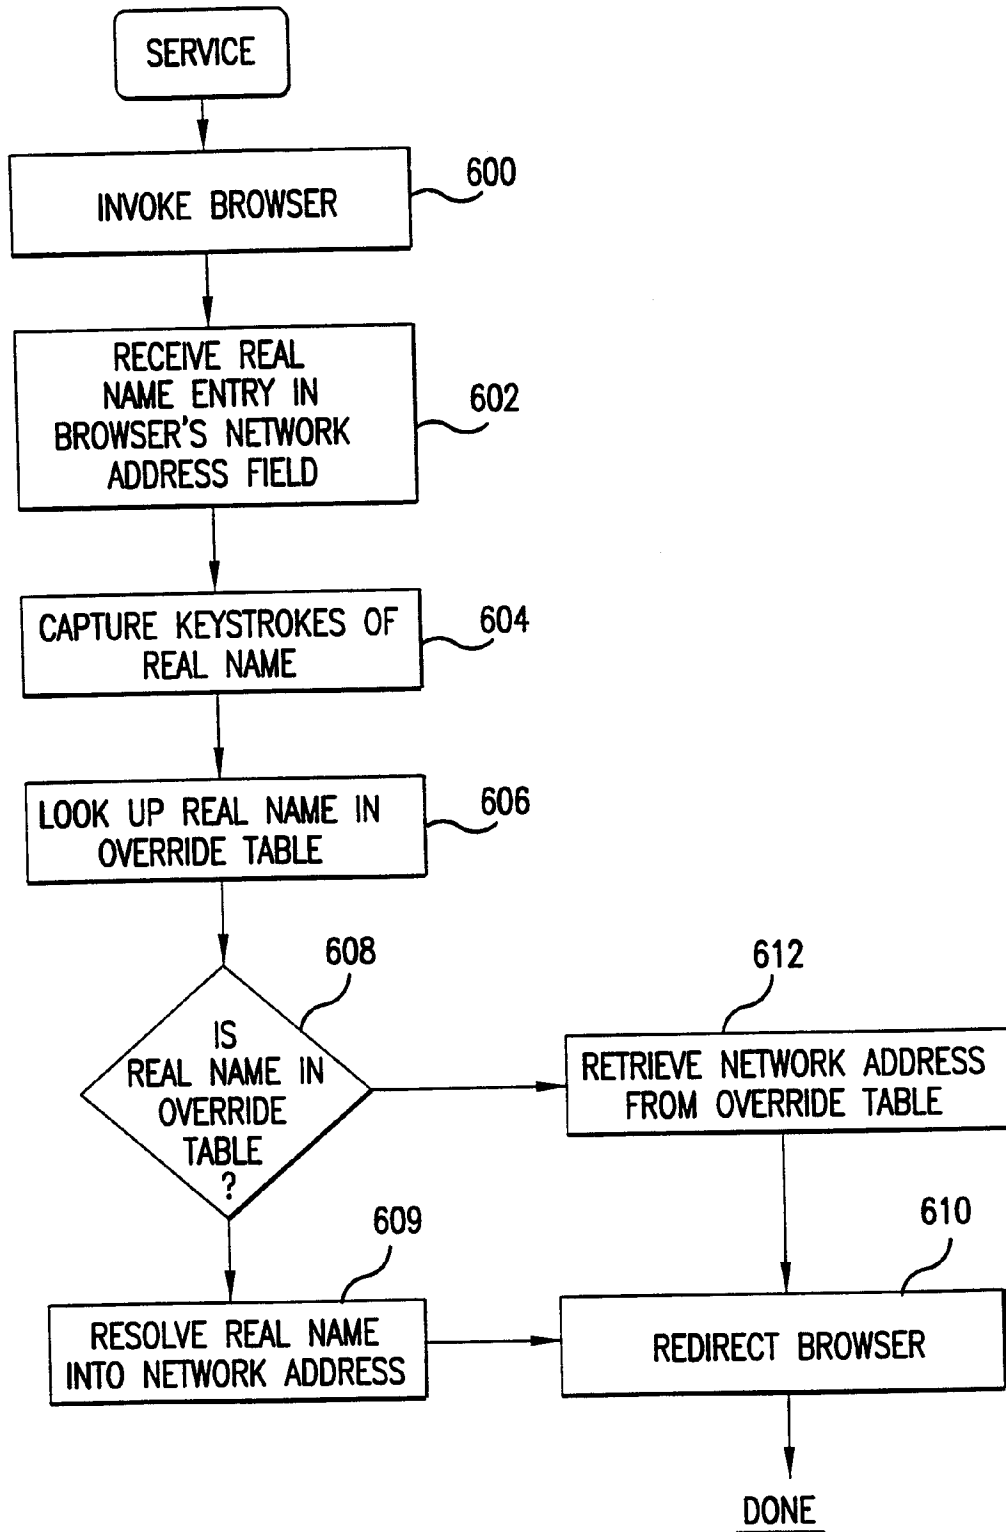 SERVICE
INVOKE BROWSER
600
RECEIVE REAL
NAME ENTRY IN
BROWSER'S NETWORK
ADDRESS FIELD
602
CAPTURE KEYSTROKES OF
REAL NAME
604
LOOK UP REAL NAME IN
OVERRIDE TABLE
606
608
IS
REAL NAME IN
OVERRIDE
TABLE
?
612
RETRIEVE NETWORK ADDRESS
FROM OVERRIDE TABLE
609
RESOLVE REAL NAME
INTO NETWORK ADDRESS
610
REDIRECT BROWSER
DONE